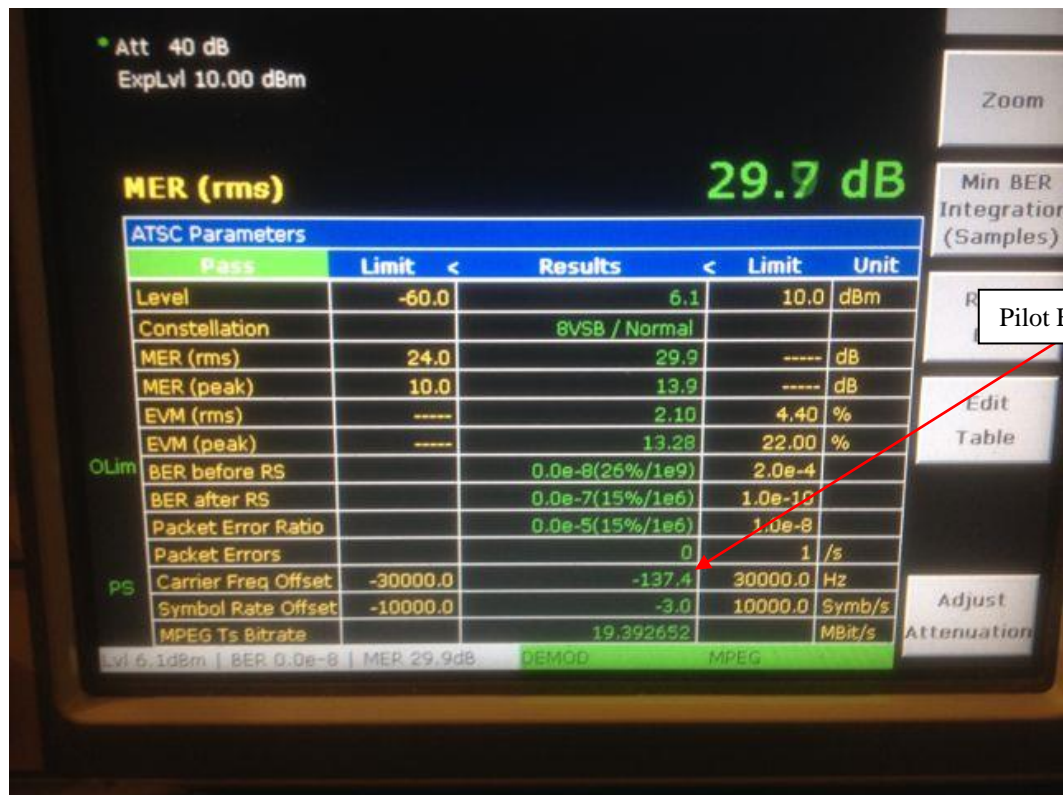 Att 40 dB
ExpLvl 10.00 dBm
Zoom
MER (rms) 29.7 dB
Min BER
Integration
(Samples)
ATSC Parameters
Pass Limit < Results < Limit Unit
Level -60.0 6.1 10.0 dBm
Constellation 8VSB / Normal
MER (rms) 24.0 29.9 ----- dB
MER (peak) 10.0 13.9 ----- dB
EVM (rms) ----- 2.10 4.40 %
EVM (peak) ----- 13.28 22.00 %
OLim
BER before RS 0.0e-8(26%/1e9) 2.0e-4
BER after RS 0.0e-7(15%/1e6) 1.0e-10
Packet Error Ratio 0.0e-5(15%/1e6) 1.0e-8
Packet Errors 0 1 /s
PS
Carrier Freq Offset -30000.0 -137.4 30000.0 Hz
Symbol Rate Offset -10000.0 -3.0 10000.0 Symb/s
MPEG Ts Bitrate 19.392652 MBit/s
Lvl 6.1dBm | BER 0.0e-8 | MER 29.9dB DEMOD MPEG
Pilot
Edit
Table
Adjust
Attenuation